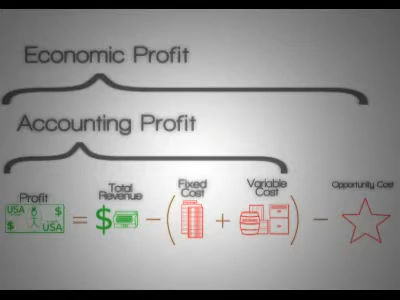 Economic Profit
Accounting Profit
Profit
Total
Revenue
Fixed
Cost
Variable
Cost
Opportunity Cost
USA $
$ USA
= $ - ( + ) -